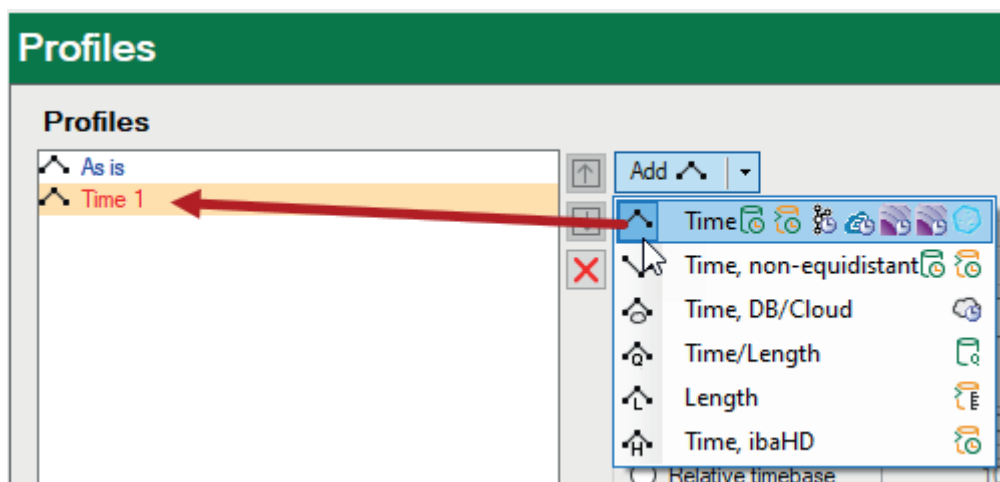 Profiles
Profiles
As is
Time 1
Add
Time
Time, non-equidistant
Time, DB/Cloud
Time/Length
Length
Time, ibaHD
Relative timebase